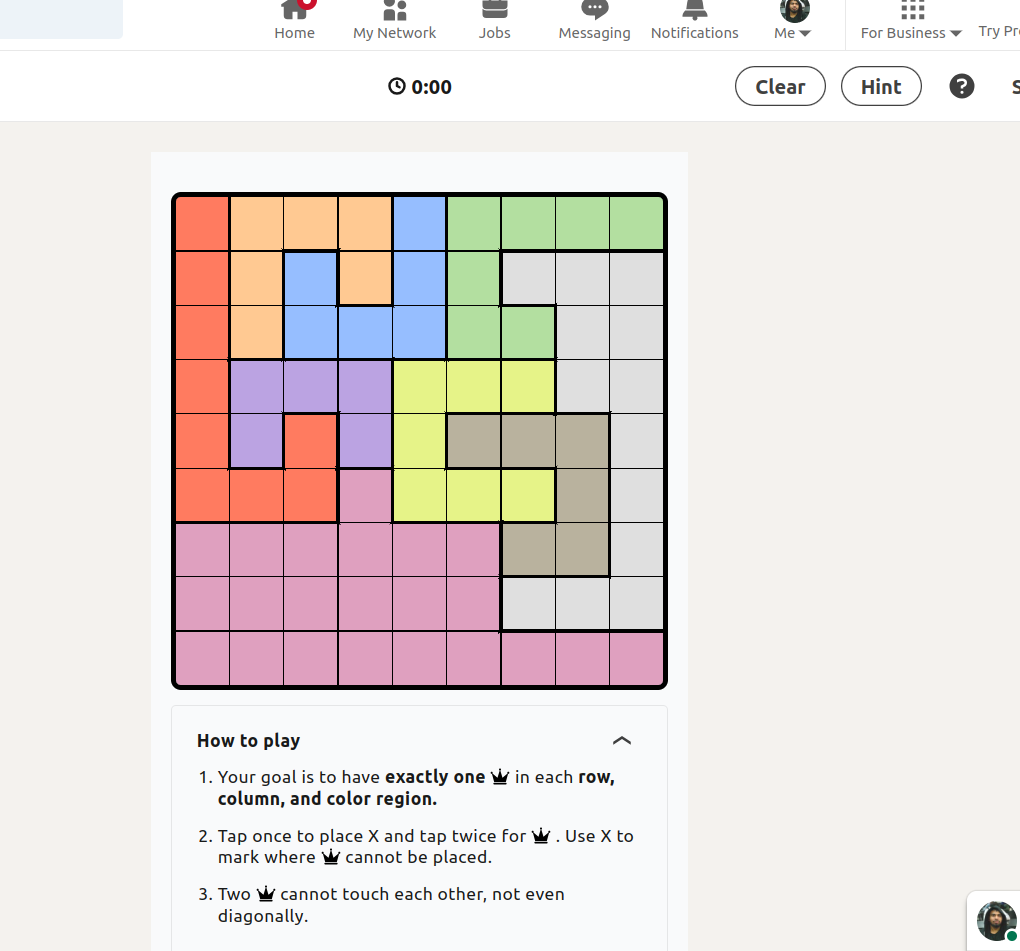 Home
My Network
Jobs
Messaging
Notifications
Me
For Business
0:00
Clear
Hint
?
How to play
1. Your goal is to have exactly one in each row,
column, and color region.
2. Tap once to place X and tap twice for . Use X to
mark where cannot be placed.
3. Two cannot touch each other, not even
diagonally.